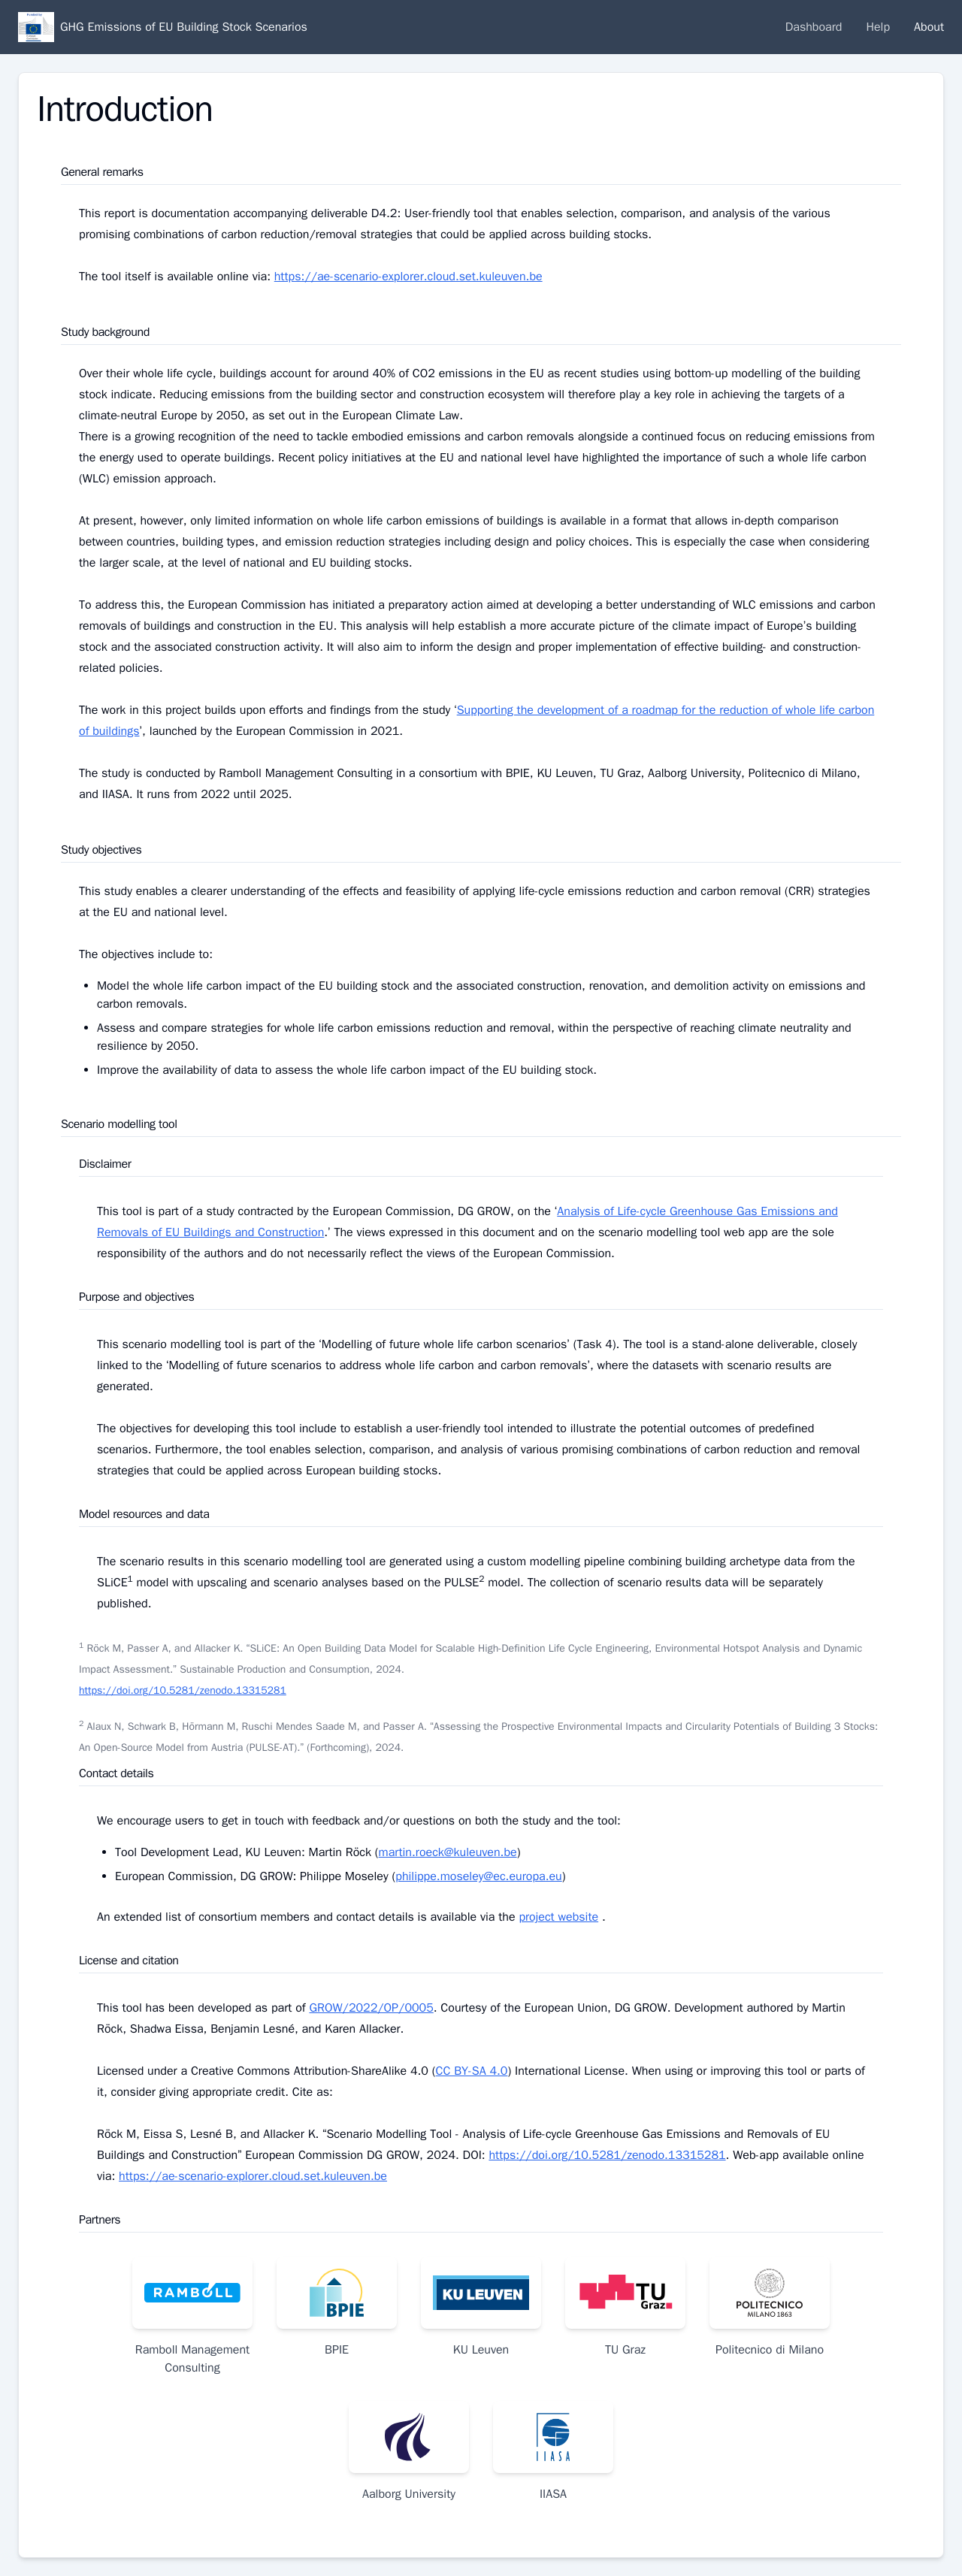 GHG Emissions of EU Building Stock Scenarios
Dashboard Help About
Introduction
General remarks
This report is documentation accompanying deliverable D4.2: User-friendly tool that enables selection, comparison, and analysis of the various
promising combinations of carbon reduction/removal strategies that could be applied across building stocks.
The tool itself is available online via: https://ae-scenario-explorer.cloud.set.kuleuven.be
Study background
Over their whole life cycle, buildings account for around 40% of CO2 emissions in the EU as recent studies using bottom-up modelling of the building
stock indicate. Reducing emissions from the building sector and construction ecosystem will therefore play a key role in achieving the targets of a
climate-neutral Europe by 2050, as set out in the European Climate Law.
There is a growing recognition of the need to tackle embodied emissions and carbon removals alongside a continued focus on reducing emissions from
the energy used to operate buildings. Recent policy initiatives at the EU and national level have highlighted the importance of such a whole life carbon
(WLC) emission approach.
At present, however, only limited information on whole life carbon emissions of buildings is available in a format that allows in-depth comparison
between countries, building types, and emission reduction strategies including design and policy choices. This is especially the case when considering
the larger scale, at the level of national and EU building stocks.
To address this, the European Commission has initiated a preparatory action aimed at developing a better understanding of WLC emissions and carbon
removals of buildings and construction in the EU. This analysis will help establish a more accurate picture of the climate impact of Europe's building
stock and the associated construction activity. It will also aim to inform the design and proper implementation of effective building- and construction-
related policies.
The work in this project builds upon efforts and findings from the study ‘Supporting the development of a roadmap for the reduction of whole life carbon
of buildings’, launched by the European Commission in 2021.
The study is conducted by Ramboll Management Consulting in a consortium with BPIE, KU Leuven, TU Graz, Aalborg University, Politecnico di Milano,
and IIASA. It runs from 2022 until 2025.
Study objectives
This study enables a clearer understanding of the effects and feasibility of applying life-cycle emissions reduction and carbon removal (CRR) strategies
at the EU and national level.
The objectives include to:
• Model the whole life carbon impact of the EU building stock and the associated construction, renovation, and demolition activity on emissions and
carbon removals.
• Assess and compare strategies for whole life carbon emissions reduction and removal, within the perspective of reaching climate neutrality and
resilience by 2050.
• Improve the availability of data to assess the whole life carbon impact of the EU building stock.
Scenario modelling tool
Disclaimer
This tool is part of a study contracted by the European Commission, DG GROW, on the ‘Analysis of Life-cycle Greenhouse Gas Emissions and
Removals of EU Buildings and Construction.’ The views expressed in this document and on the scenario modelling tool web app are the sole
responsibility of the authors and do not necessarily reflect the views of the European Commission.
Purpose and objectives
This scenario modelling tool is part of the ‘Modelling of future whole life carbon scenarios’ (Task 4). The tool is a stand-alone deliverable, closely
linked to the ‘Modelling of future scenarios to address whole life carbon and carbon removals’, where the datasets with scenario results are
generated.
The objectives for developing this tool include to establish a user-friendly tool intended to illustrate the potential outcomes of predefined
scenarios. Furthermore, the tool enables selection, comparison, and analysis of various promising combinations of carbon reduction and removal
strategies that could be applied across European building stocks.
Model resources and data
The scenario results in this scenario modelling tool are generated using a custom modelling pipeline combining building archetype data from the
SLiCE¹ model with upscaling and scenario analyses based on the PULSE² model. The collection of scenario results data will be separately
published.
¹ Röck M, Passer A, and Allacker K. “SLiCE: An Open Building Data Model for Scalable High-Definition Life Cycle Engineering, Environmental Hotspot Analysis and Dynamic
Impact Assessment.” Sustainable Production and Consumption, 2024.
https://doi.org/10.5281/zenodo.13315281
² Alaux N, Schwark B, Hörmann M, Ruschi Mendes Saade M, and Passer A. “Assessing the Prospective Environmental Impacts and Circularity Potentials of Building 3 Stocks:
An Open-Source Model from Austria (PULSE-AT).” (Forthcoming), 2024.
Contact details
We encourage users to get in touch with feedback and/or questions on both the study and the tool:
• Tool Development Lead, KU Leuven: Martin Röck (martin.roeck@kuleuven.be)
• European Commission, DG GROW: Philippe Moseley (philippe.moseley@ec.europa.eu)
An extended list of consortium members and contact details is available via the project website .
License and citation
This tool has been developed as part of GROW/2022/OP/0005. Courtesy of the European Union, DG GROW. Development authored by Martin
Röck, Shadwa Eissa, Benjamin Lesné, and Karen Allacker.
Licensed under a Creative Commons Attribution-ShareAlike 4.0 (CC BY-SA 4.0) International License. When using or improving this tool or parts of
it, consider giving appropriate credit. Cite as:
Röck M, Eissa S, Lesné B, and Allacker K. “Scenario Modelling Tool - Analysis of Life-cycle Greenhouse Gas Emissions and Removals of EU
Buildings and Construction” European Commission DG GROW, 2024. DOI: https://doi.org/10.5281/zenodo.13315281. Web-app available online
via: https://ae-scenario-explorer.cloud.set.kuleuven.be
Partners
RAMBOLL
BPIE
KU LEUVEN
TU
Graz
POLITECNICO
MILANO 1863
Ramboll Management
Consulting
BPIE
KU Leuven
TU Graz
Politecnico di Milano
IIASA
Aalborg University
IIASA